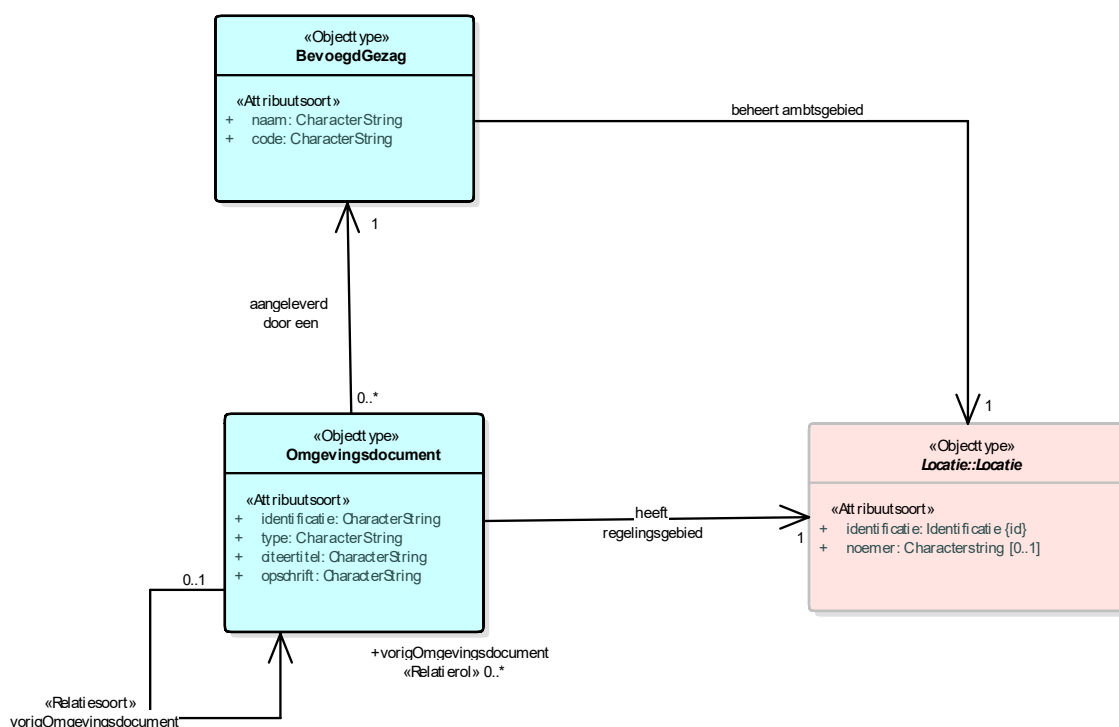 «Objecttype»
BevoegdGezag
«Attribuutsoort»
+ naam: CharacterString
+ code: CharacterString
beheert ambtsgebied
1
aangeleverd
door een
0..*
1
«Objecttype»
Omgevingsdocument
«Attribuutsoort»
+ identificatie: CharacterString
+ type: CharacterString
+ citeertitel: CharacterString
+ opschrift: CharacterString
«Objecttype»
Locatie::Locatie
«Attribuutsoort»
+ identificatie: Identificatie {id}
+ noemer: Characterstring [0..1]
heeft
regelingsgebied
1
0..1
+vorigOmgevingsdocument
«Relatierol» 0..*
«Relatiesoort»
vorigOmgevingsdocument